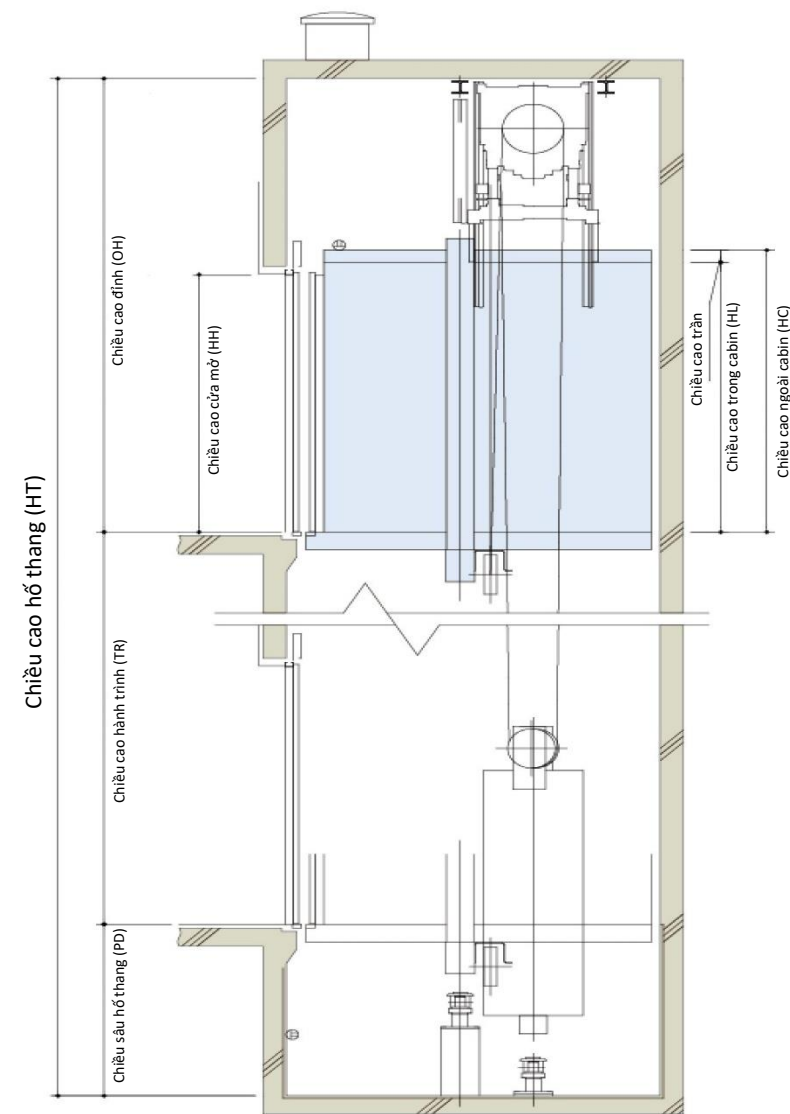 Chiều cao hố thang (HT)
Chiều cao đỉnh (OH)
Chiều cao hành trình (TR)
Chiều sâu hố thang (PD)
Chiều cao cửa mở (HH)
Chiều cao trần
Chiều cao trong cabin (HL)
Chiều cao ngoài cabin (HC)